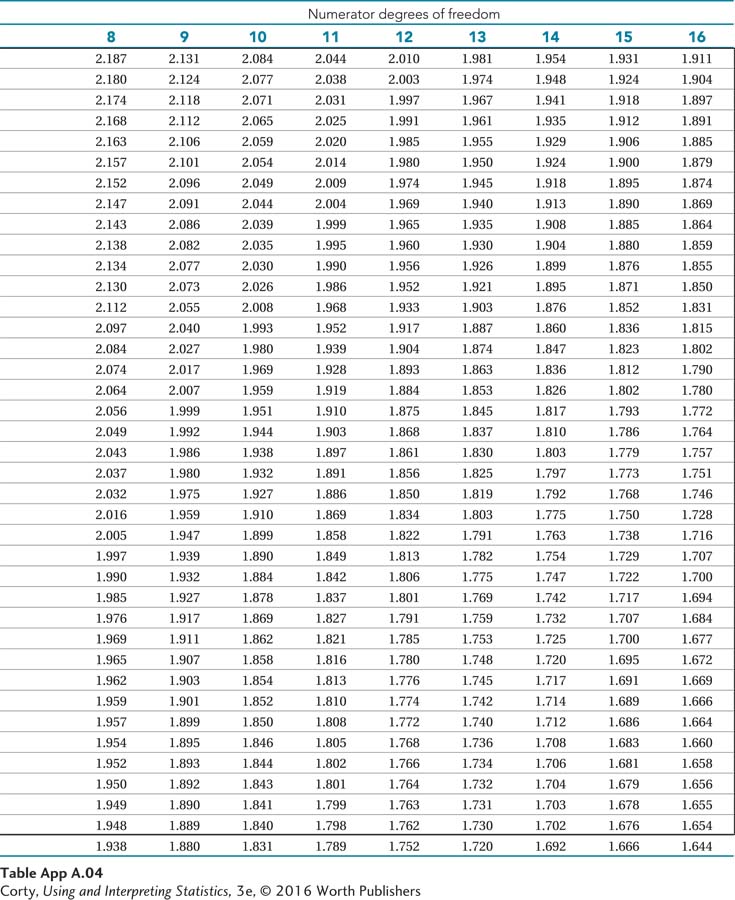 Numerator degrees of freedom
8 9 10 11 12 13 14 15 16
2.187 2.131 2.084 2.044 2.010 1.981 1.954 1.931 1.911
2.180 2.124 2.077 2.038 2.003 1.974 1.948 1.924 1.904
2.174 2.118 2.071 2.031 1.997 1.967 1.941 1.918 1.897
2.168 2.112 2.065 2.025 1.991 1.961 1.935 1.912 1.891
2.163 2.106 2.059 2.020 1.985 1.955 1.929 1.906 1.885
2.157 2.101 2.054 2.014 1.980 1.950 1.924 1.900 1.879
2.152 2.096 2.049 2.009 1.974 1.945 1.918 1.895 1.874
2.147 2.091 2.044 2.004 1.969 1.940 1.913 1.890 1.869
2.143 2.086 2.039 1.999 1.965 1.935 1.908 1.885 1.864
2.138 2.082 2.035 1.995 1.960 1.930 1.904 1.880 1.859
2.134 2.077 2.030 1.990 1.956 1.926 1.899 1.876 1.855
2.130 2.073 2.026 1.986 1.952 1.921 1.895 1.871 1.850
2.112 2.055 2.008 1.968 1.933 1.903 1.876 1.852 1.831
2.097 2.040 1.993 1.952 1.917 1.887 1.860 1.836 1.815
2.084 2.027 1.980 1.939 1.904 1.874 1.847 1.823 1.802
2.074 2.017 1.969 1.928 1.893 1.863 1.836 1.812 1.790
2.064 2.007 1.959 1.919 1.884 1.853 1.826 1.802 1.780
2.056 1.999 1.951 1.910 1.875 1.845 1.817 1.793 1.772
2.049 1.992 1.944 1.903 1.868 1.837 1.810 1.786 1.764
2.043 1.986 1.938 1.897 1.861 1.830 1.803 1.779 1.757
2.037 1.980 1.932 1.891 1.856 1.825 1.797 1.773 1.751
2.032 1.975 1.927 1.886 1.850 1.819 1.792 1.768 1.746
2.016 1.959 1.910 1.869 1.834 1.803 1.775 1.750 1.728
2.005 1.947 1.899 1.858 1.822 1.791 1.763 1.738 1.716
1.997 1.939 1.890 1.849 1.813 1.782 1.754 1.729 1.707
1.990 1.932 1.884 1.842 1.806 1.775 1.747 1.722 1.700
1.985 1.927 1.878 1.837 1.801 1.769 1.742 1.717 1.694
1.976 1.917 1.869 1.827 1.791 1.759 1.732 1.707 1.684
1.969 1.911 1.862 1.821 1.785 1.753 1.725 1.700 1.677
1.965 1.907 1.858 1.816 1.780 1.748 1.720 1.695 1.672
1.962 1.903 1.854 1.813 1.776 1.745 1.717 1.691 1.669
1.959 1.901 1.852 1.810 1.774 1.742 1.714 1.689 1.666
1.957 1.899 1.850 1.808 1.772 1.740 1.712 1.686 1.664
1.954 1.895 1.846 1.805 1.768 1.736 1.708 1.683 1.660
1.952 1.893 1.844 1.802 1.766 1.734 1.706 1.681 1.658
1.950 1.892 1.843 1.801 1.764 1.732 1.704 1.679 1.656
1.949 1.890 1.841 1.799 1.763 1.731 1.703 1.678 1.655
1.948 1.889 1.840 1.798 1.762 1.730 1.702 1.676 1.654
1.938 1.880 1.831 1.789 1.752 1.720 1.692 1.666 1.644
Table App A.04
Corty, Using and Interpreting Statistics, 3e, © 2016 Worth Publishers